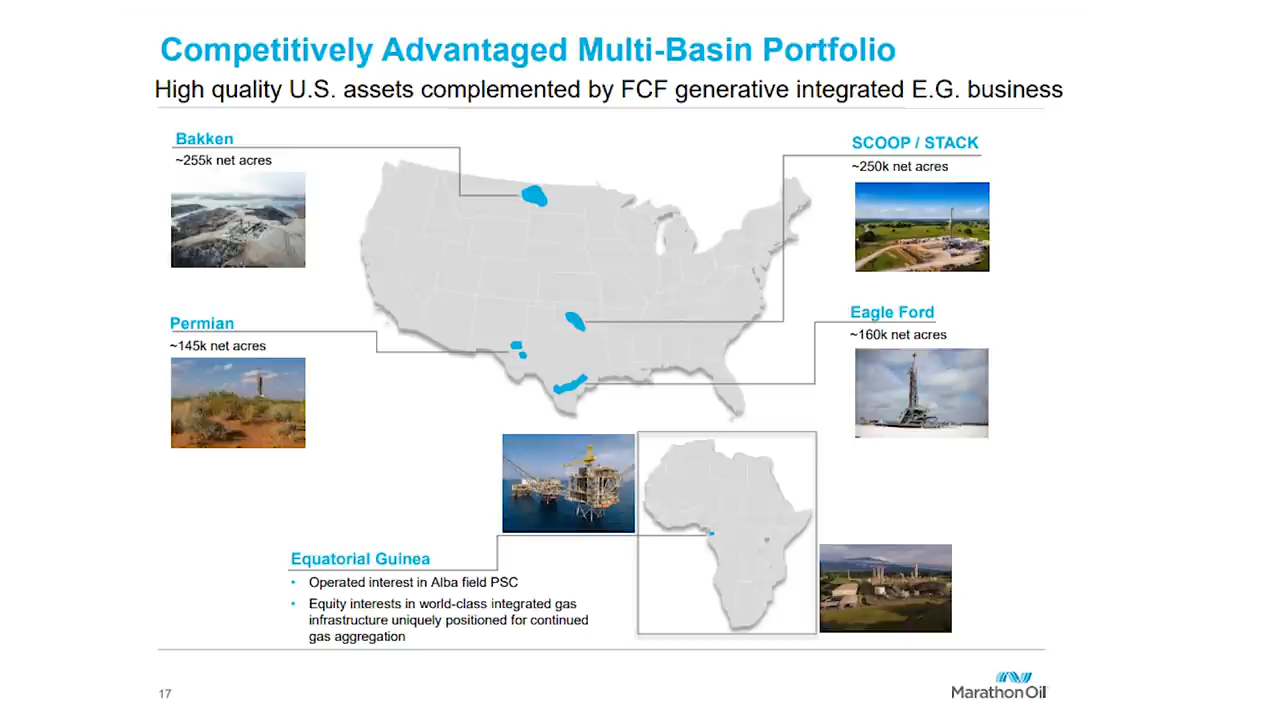 Competitively Advantaged Multi-Basin Portfolio
High quality U.S. assets complemented by FCF generative integrated E.G. business
Bakken
~255k net acres
SCOOP / STACK
~250k net acres
Permian
~145k net acres
Eagle Ford
~160k net acres
Equatorial Guinea
• Operated interest in Alba field PSC
• Equity interests in world-class integrated gas
infrastructure uniquely positioned for continued
gas aggregation
17
Marathon Oil